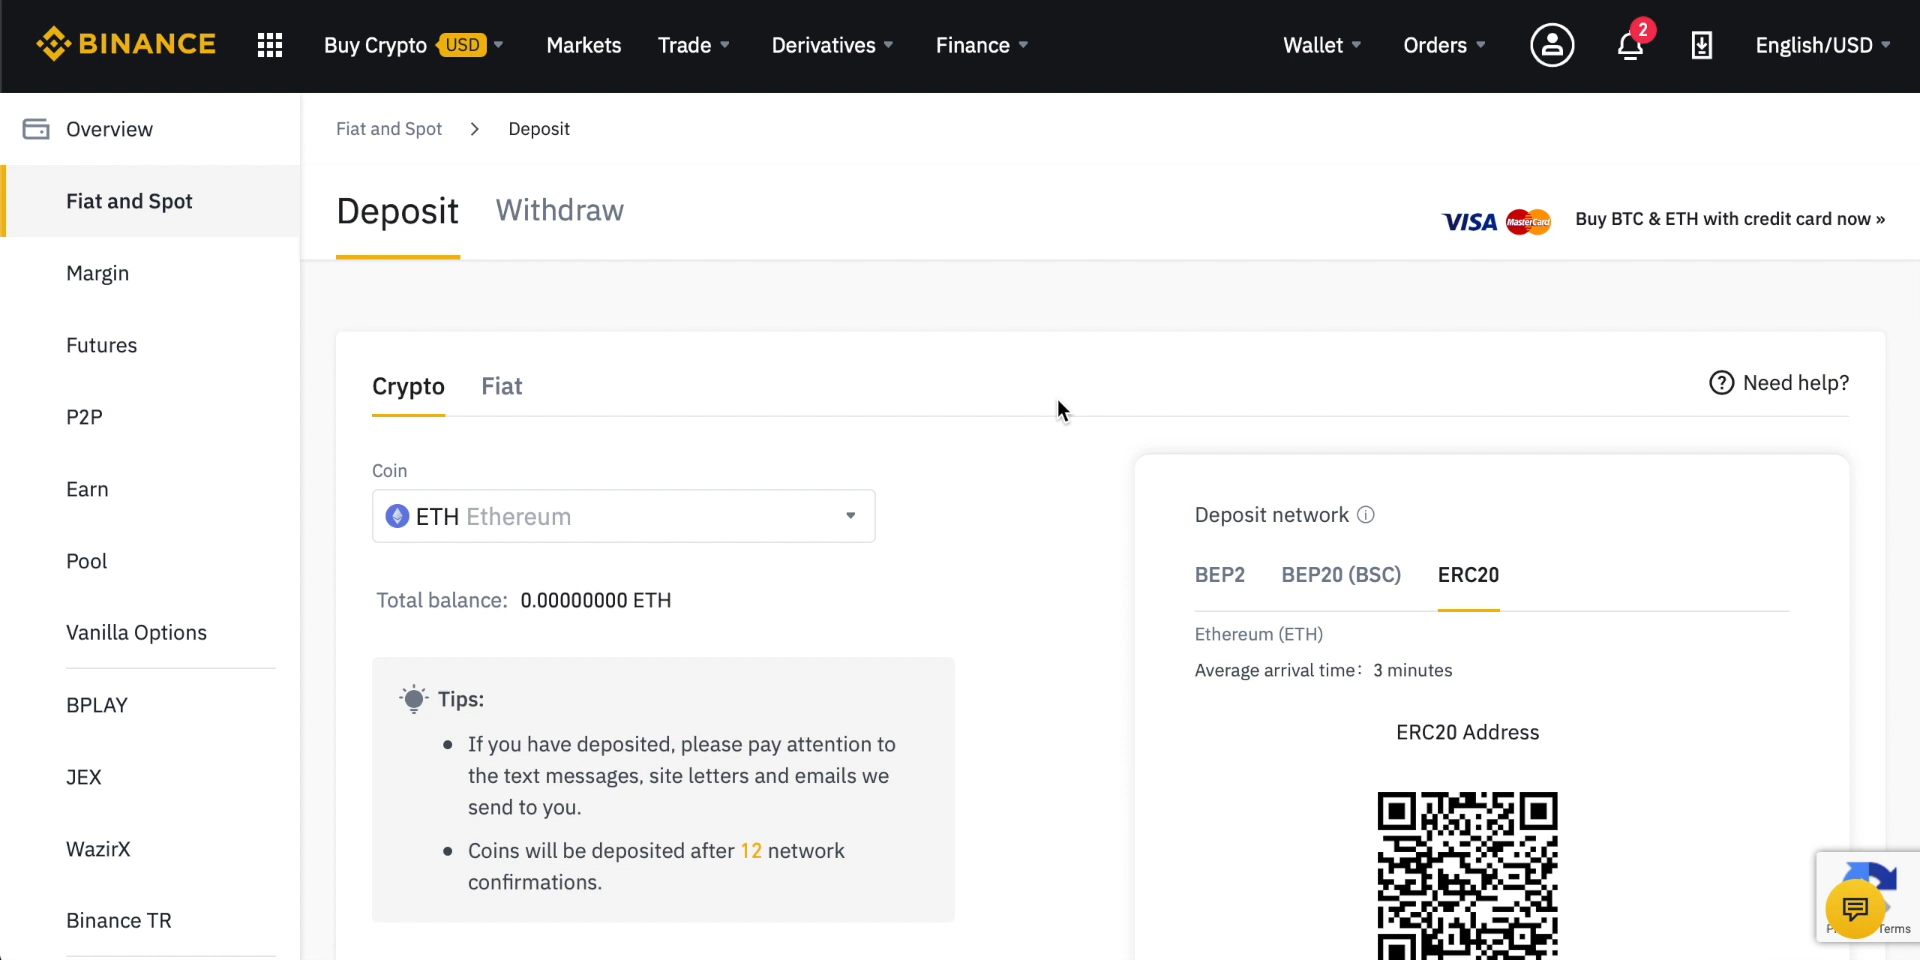 BINANCE
Buy Crypto USD
Markets
Trade
Derivatives
Finance
Wallet
Orders
2
English/USD
Overview
Fiat and Spot
Margin
Futures
P2P
Earn
Pool
Vanilla Options
BPLAY
JEX
WazirX
Binance TR
Fiat and Spot > Deposit
Deposit
Withdraw
VISA MasterCard Buy BTC & ETH with credit card now »
Crypto
Fiat
Need help?
Coin
ETH Ethereum
Total balance: 0.00000000 ETH
Tips:
• If you have deposited, please pay attention to
the text messages, site letters and emails we
send to you.
• Coins will be deposited after 12 network
confirmations.
Deposit network
BEP2
BEP20 (BSC)
ERC20
Ethereum (ETH)
Average arrival time: 3 minutes
ERC20 Address
Terms